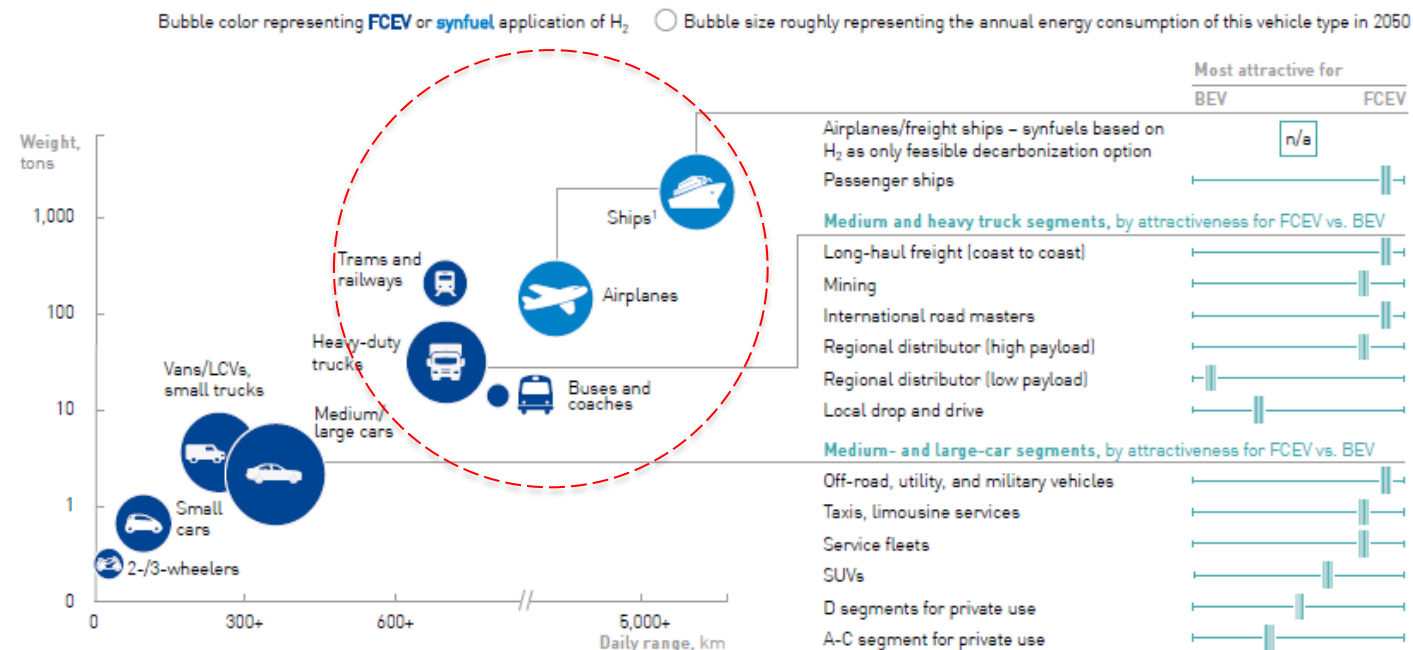 Bubble color representing FCEV or synfuel application of H₂
Bubble size roughly representing the annual energy consumption of this vehicle type in 2050
Weight,
tons
1,000
100
10
1
0
0
300+
600+
5,000+
Daily range, km
Ships¹
Trams and
railways
Airplanes
Heavy-duty
trucks
Buses and
coaches
Vans/LCVs,
small trucks
Medium/
large cars
Small
cars
2-/3-wheelers
Most attractive for
BEV FCEV
Airplanes/freight ships – synfuels based on
H₂ as only feasible decarbonization option
n/a
Passenger ships
Medium and heavy truck segments, by attractiveness for FCEV vs. BEV
Long-haul freight (coast to coast)
Mining
International road masters
Regional distributor (high payload)
Regional distributor (low payload)
Local drop and drive
Medium- and large-car segments, by attractiveness for FCEV vs. BEV
Off-road, utility, and military vehicles
Taxis, limousine services
Service fleets
SUVs
D segments for private use
A-C segment for private use